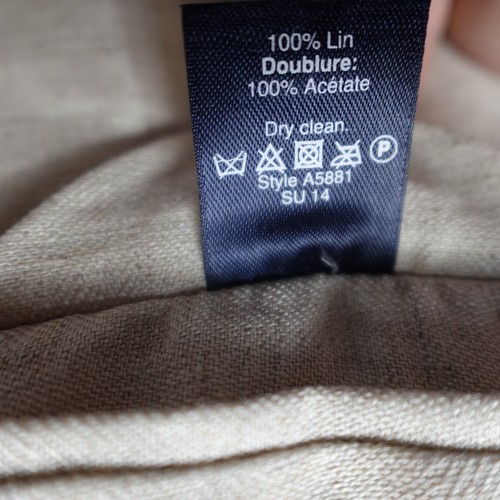 100% Lin
Doublure:
100% Acétate
Dry clean.
P
Style A5881
SU 14